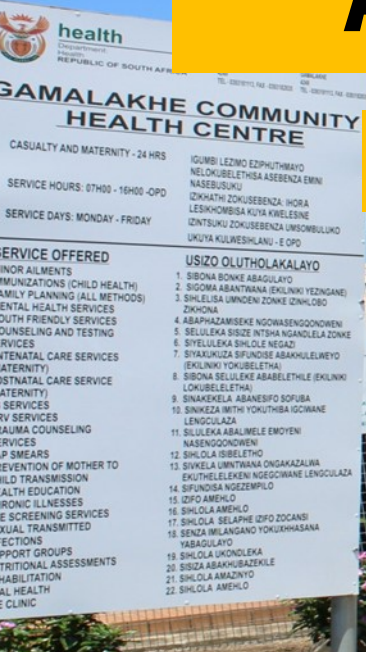 health
Department:
Health
REPUBLIC OF SOUTH AFRICA
GAMALAKHE COMMUNITY
HEALTH CENTRE
CASUALTY AND MATERNITY - 24 HRS
SERVICE HOURS: 07H00 - 16H00 -OPD
SERVICE DAYS: MONDAY - FRIDAY
IGUMBI LEZIMO EZIPHUTHMAYO
NELOKUBELETHISA ASEBENZA EMINI
NASEBUSUKU
IZIKHATHI ZOKUSEBENZA: IHORA
LESIKHOMBISA KUYA KWELESINE
IZINTSUKU ZOKUSEBENZA UMSOMBULUKO
UKUYA KULWESIHLANU - E OPD
SERVICE OFFERED
MINOR AILMENTS
MMUNIZATIONS (CHILD HEALTH)
AMILY PLANNING (ALL METHODS)
ENTAL HEALTH SERVICES
OUTH FRIENDLY SERVICES
OUNSELING AND TESTING
ERVICES
NTENATAL CARE SERVICES
ATERNITY)
OSTNATAL CARE SERVICE
ATERNITY)
SERVICES
RV SERVICES
RAUMA COUNSELING
ERVICES
AP SMEARS
REVENTION OF MOTHER TO
HILD TRANSMISSION
EALTH EDUCATION
HRONIC ILLNESSES
E SCREENING SERVICES
EXUAL TRANSMITTED
FECTIONS
PPORT GROUPS
TRITIONAL ASSESSMENTS
HABILITATION
AL HEALTH
E CLINIC
USIZO OLUTHOLAKALAYO
1. SIBONA BONKE ABAGULAYO
2. SIGOMA ABANTWANA (EKILINIKI YEZINGANE)
3. SIHLELISA UMNDENI ZONKE IZINHLOBO
ZIKHONA
4. ABAPHAZAMISEKE NGOWASENGQONDWENI
5. SELULEKA SISIZE INTSHA NGANDLELA ZONKE
6. SIYELULEKA SIHLOLE NEGAZI
7. SIYAXUKUZA SIFUNDISE ABAKHULELWEYO
(EKILINIKI YOKUBELETHA)
8. SIBONA SELULEKE ABABELETHILE (EKILINIKI
LOKUBELELETHA)
9. SINAKEKELA ABANESIFO SOFUBA
10. SINIKEZA IMITHI YOKUTHIBA IGCIWANE
LENGCULAZA
11. SILULEKA ABALIMELE EMOYENI
NASENGQONDWENI
12. SIHLOLA ISIBELETHO
13. SIVKELA UMNTWANA ONGAKAZALWA
EKUTHELELEKENI NGEGCIWANE LENGCULAZA
14. SIFUNDISA NGEZEMPILO
15. IZIFO AMEHLO
16. SIHLOLA AMEHLO
17. SIHLOLA SELAPHE IZIFO ZOCANSI
18. SENZA IMILANGANO YOKUXHHASANA
YABAGULAYO
19. SIHLOLA UKONDLEKA
20. SISIZA ABAKHUBAZEKILE
21. SIHLOLA AMAZINYO
22. SIHLOLA AMEHLO